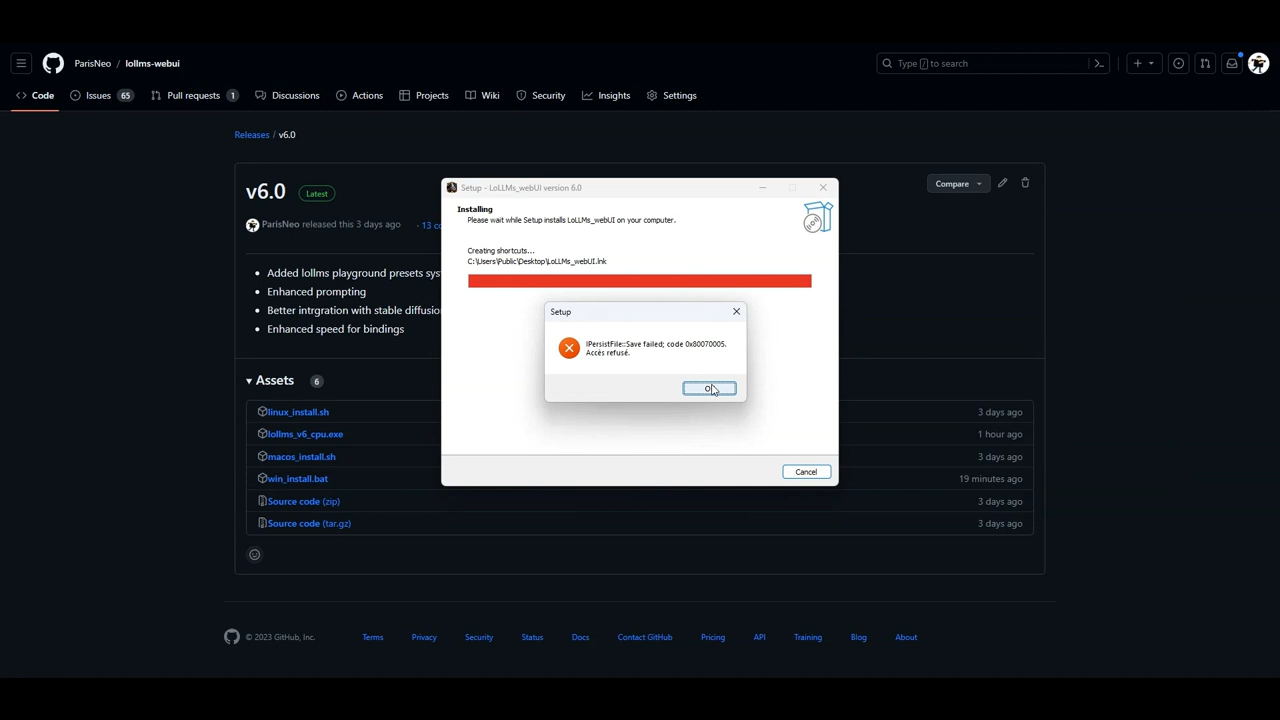 ParisNeo / lollms-webui
Type / to search
Code
Issues 65
Pull requests 1
Discussions
Actions
Projects
Wiki
Security
Insights
Settings
Releases / v6.0
v6.0
Latest
Compare
ParisNeo released this 3 days ago · 13 co
Added lollms playground presets sys
Enhanced prompting
Better intrgration with stable diffusio
Enhanced speed for bindings
Setup - LoLLMs_webUI version 6.0
Installing
Please wait while Setup installs LoLLMs_webUI on your computer.
Creating shortcuts...
C:\Users\Public\Desktop\LoLLMs_webUI.lnk
Setup
IPersistFile::Save failed; code 0x80070005.
Accès refusé.
Cancel
Assets 6
linux_install.sh 3 days ago
lollms_v6_cpu.exe 1 hour ago
macos_install.sh 3 days ago
win_install.bat 19 minutes ago
Source code (zip) 3 days ago
Source code (tar.gz) 3 days ago
© 2023 GitHub, Inc.
Terms
Privacy
Security
Status
Docs
Contact GitHub
Pricing
API
Training
Blog
About